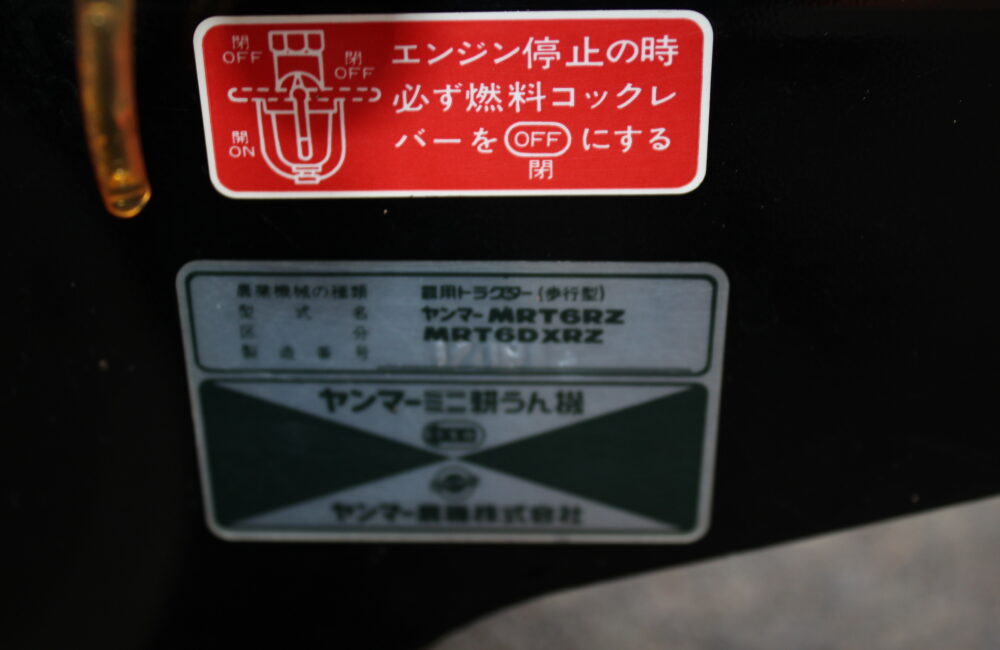 閉
OFF
閉
OFF
開
ON
エンジン停止の時
必ず燃料コックレ
バーを OFF にする
閉
農業機械の種類 農用トラクター(歩行型)
型式名 ヤンマーMRT6RZ
区分 MRT6DXRZ
製造番号
ヤンマーミニ耕うん機
ヤンマー農機株式会社